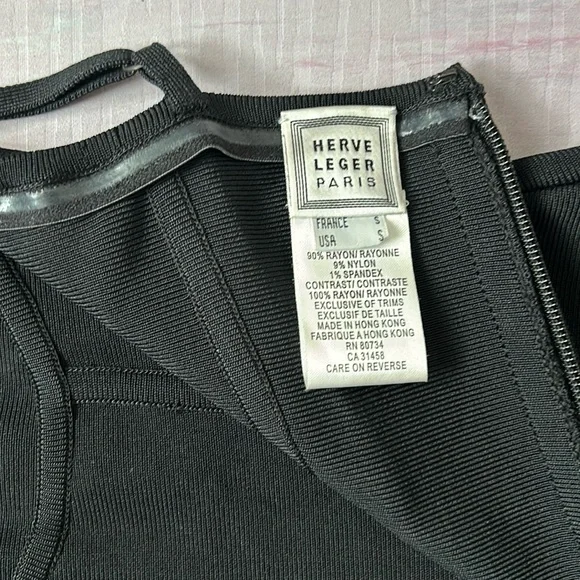 HERVE
LEGER
PARIS
FRANCE S
USA S
90% RAYON/RAYONNE
9% NYLON
1% SPANDEX
CONTRAST/CONTRASTE
100% RAYON/RAYONNE
EXCLUSIVE OF TRIMS
EXCLUSIF DE TAILLE
MADE IN HONG KONG
FABRIQUE A HONG KONG
RN 80734
CA 31458
CARE ON REVERSE